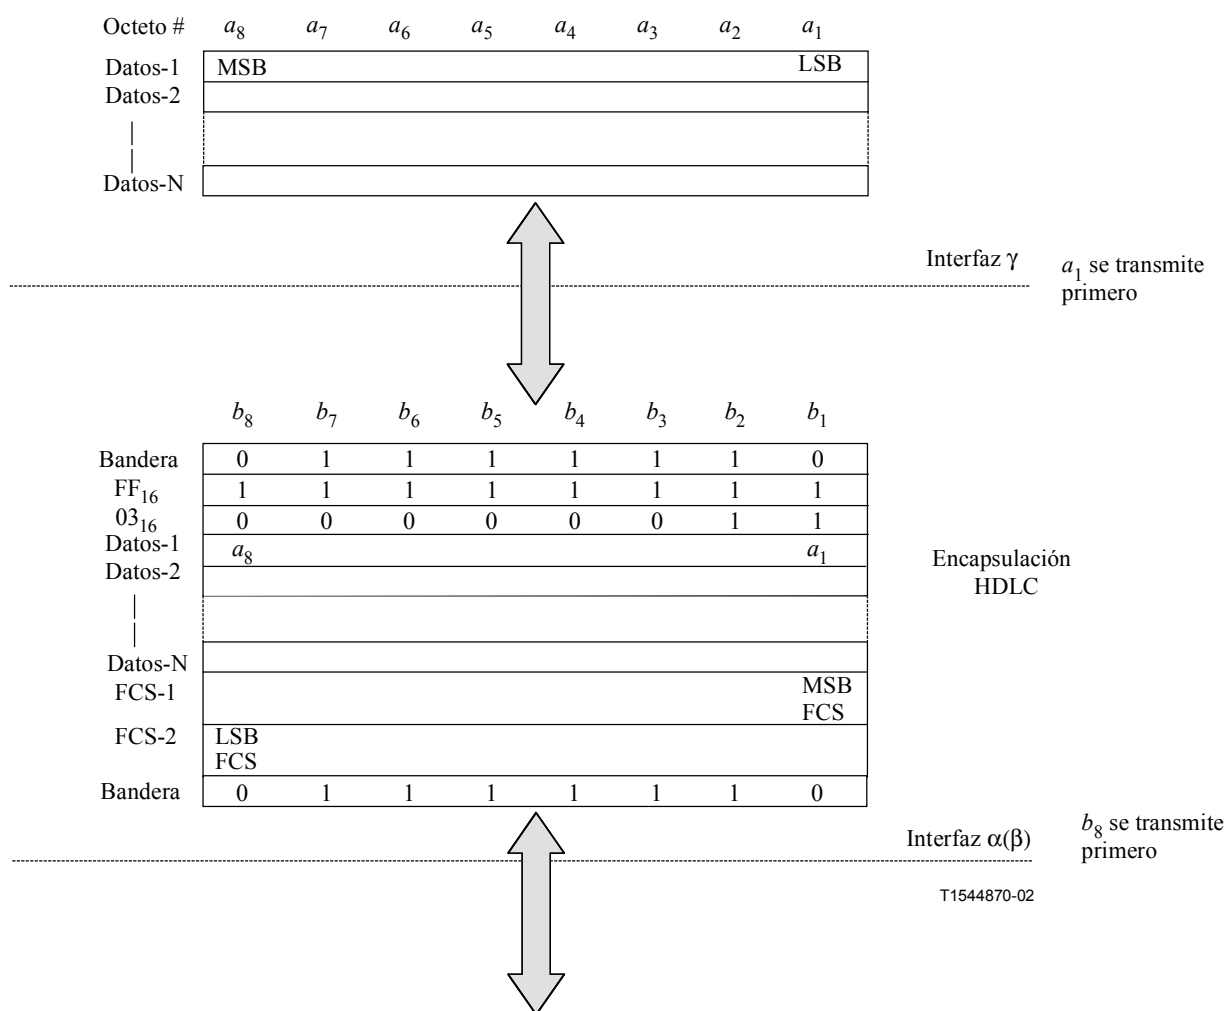 Octeto # a8 a7 a6 a5 a4 a3 a2 a1
Datos-1 MSB LSB
Datos-2
Datos-N
Interfaz γ
a1 se transmite
primero
b8 b7 b6 b5 b4 b3 b2 b1
Bandera 0 1 1 1 1 1 1 0
FF16 1 1 1 1 1 1 1 1
0316 0 0 0 0 0 0 1 1
Datos-1 a8 a1
Datos-2
Encapsulación
HDLC
Datos-N
FCS-1 MSB
FCS
FCS-2 LSB
FCS
Bandera 0 1 1 1 1 1 1 0
Interfaz α(β)
b8 se transmite
primero
T1544870-02